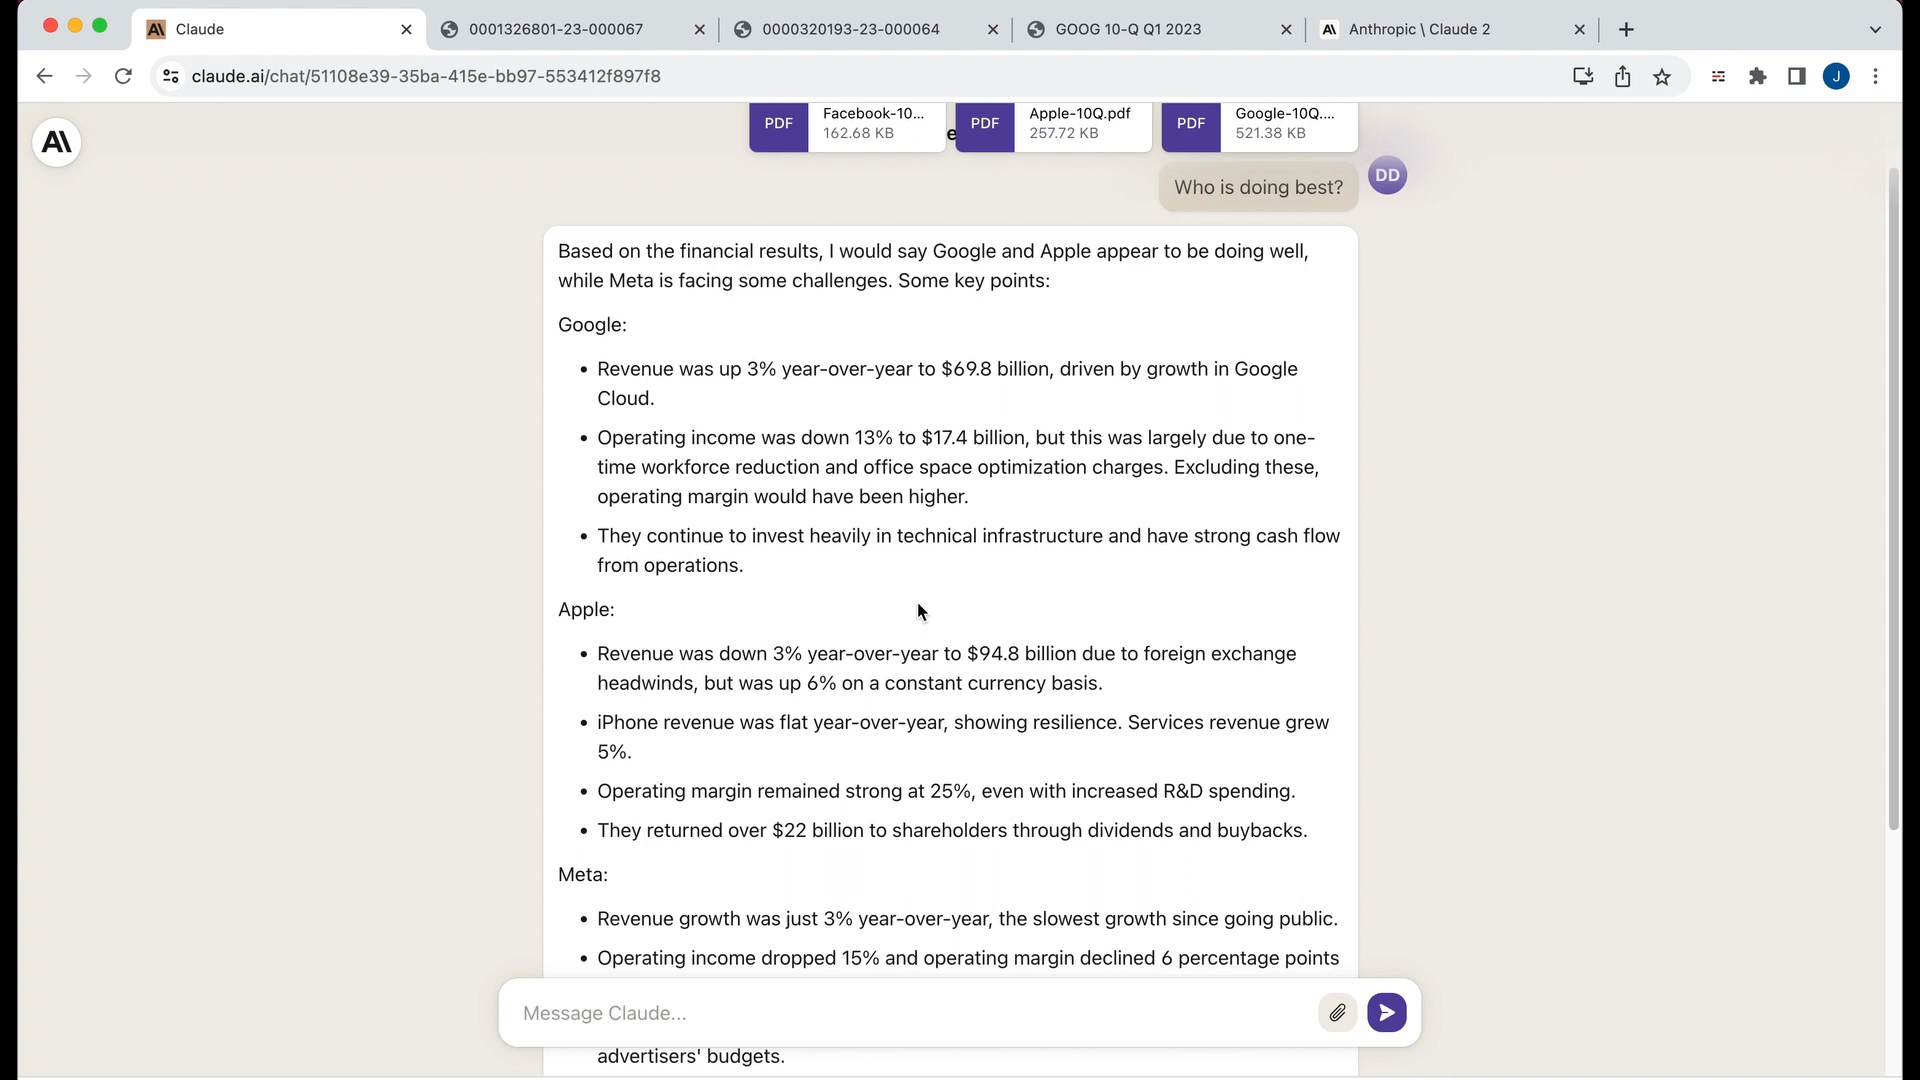 Claude
0001326801-23-000067
0000320193-23-000064
GOOG 10-Q Q1 2023
Anthropic \ Claude 2
claude.ai/chat/51108e39-35ba-415e-bb97-553412f897f8
J
PDF
Facebook-10...
162.68 KB
e
PDF
Apple-10Q.pdf
257.72 KB
PDF
Google-10Q....
521.38 KB
Who is doing best?
DD
Based on the financial results, I would say Google and Apple appear to be doing well,
while Meta is facing some challenges. Some key points:
Google:
• Revenue was up 3% year-over-year to $69.8 billion, driven by growth in Google
Cloud.
• Operating income was down 13% to $17.4 billion, but this was largely due to one-
time workforce reduction and office space optimization charges. Excluding these,
operating margin would have been higher.
• They continue to invest heavily in technical infrastructure and have strong cash flow
from operations.
Apple:
• Revenue was down 3% year-over-year to $94.8 billion due to foreign exchange
headwinds, but was up 6% on a constant currency basis.
• iPhone revenue was flat year-over-year, showing resilience. Services revenue grew
5%.
• Operating margin remained strong at 25%, even with increased R&D spending.
• They returned over $22 billion to shareholders through dividends and buybacks.
Meta:
• Revenue growth was just 3% year-over-year, the slowest growth since going public.
• Operating income dropped 15% and operating margin declined 6 percentage points
Message Claude...
advertisers' budgets.